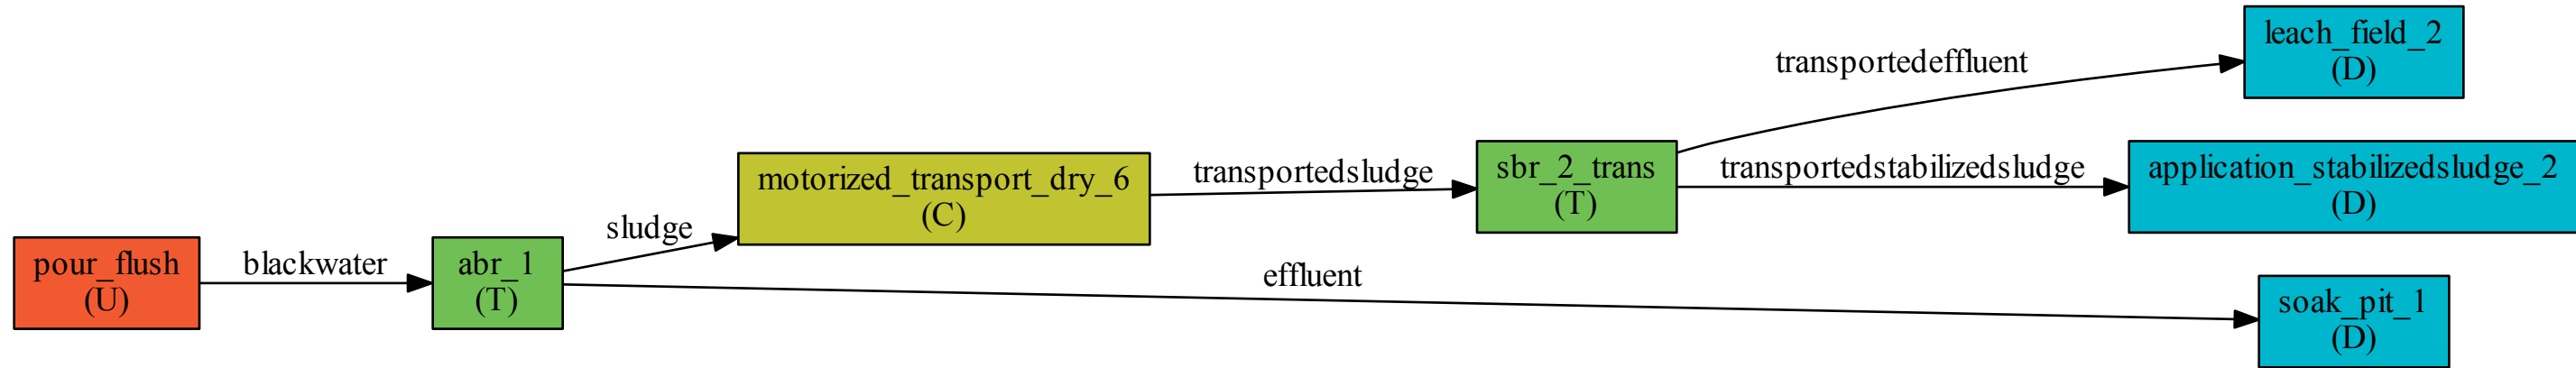 pour_flush
(U)
blackwater
abr_1
(T)
sludge
motorized_transport_dry_6
(C)
transportedsludge
sbr_2_trans
(T)
transportedeffluent
leach_field_2
(D)
transportedstabilizedsludge
application_stabilizedsludge_2
(D)
effluent
soak_pit_1
(D)